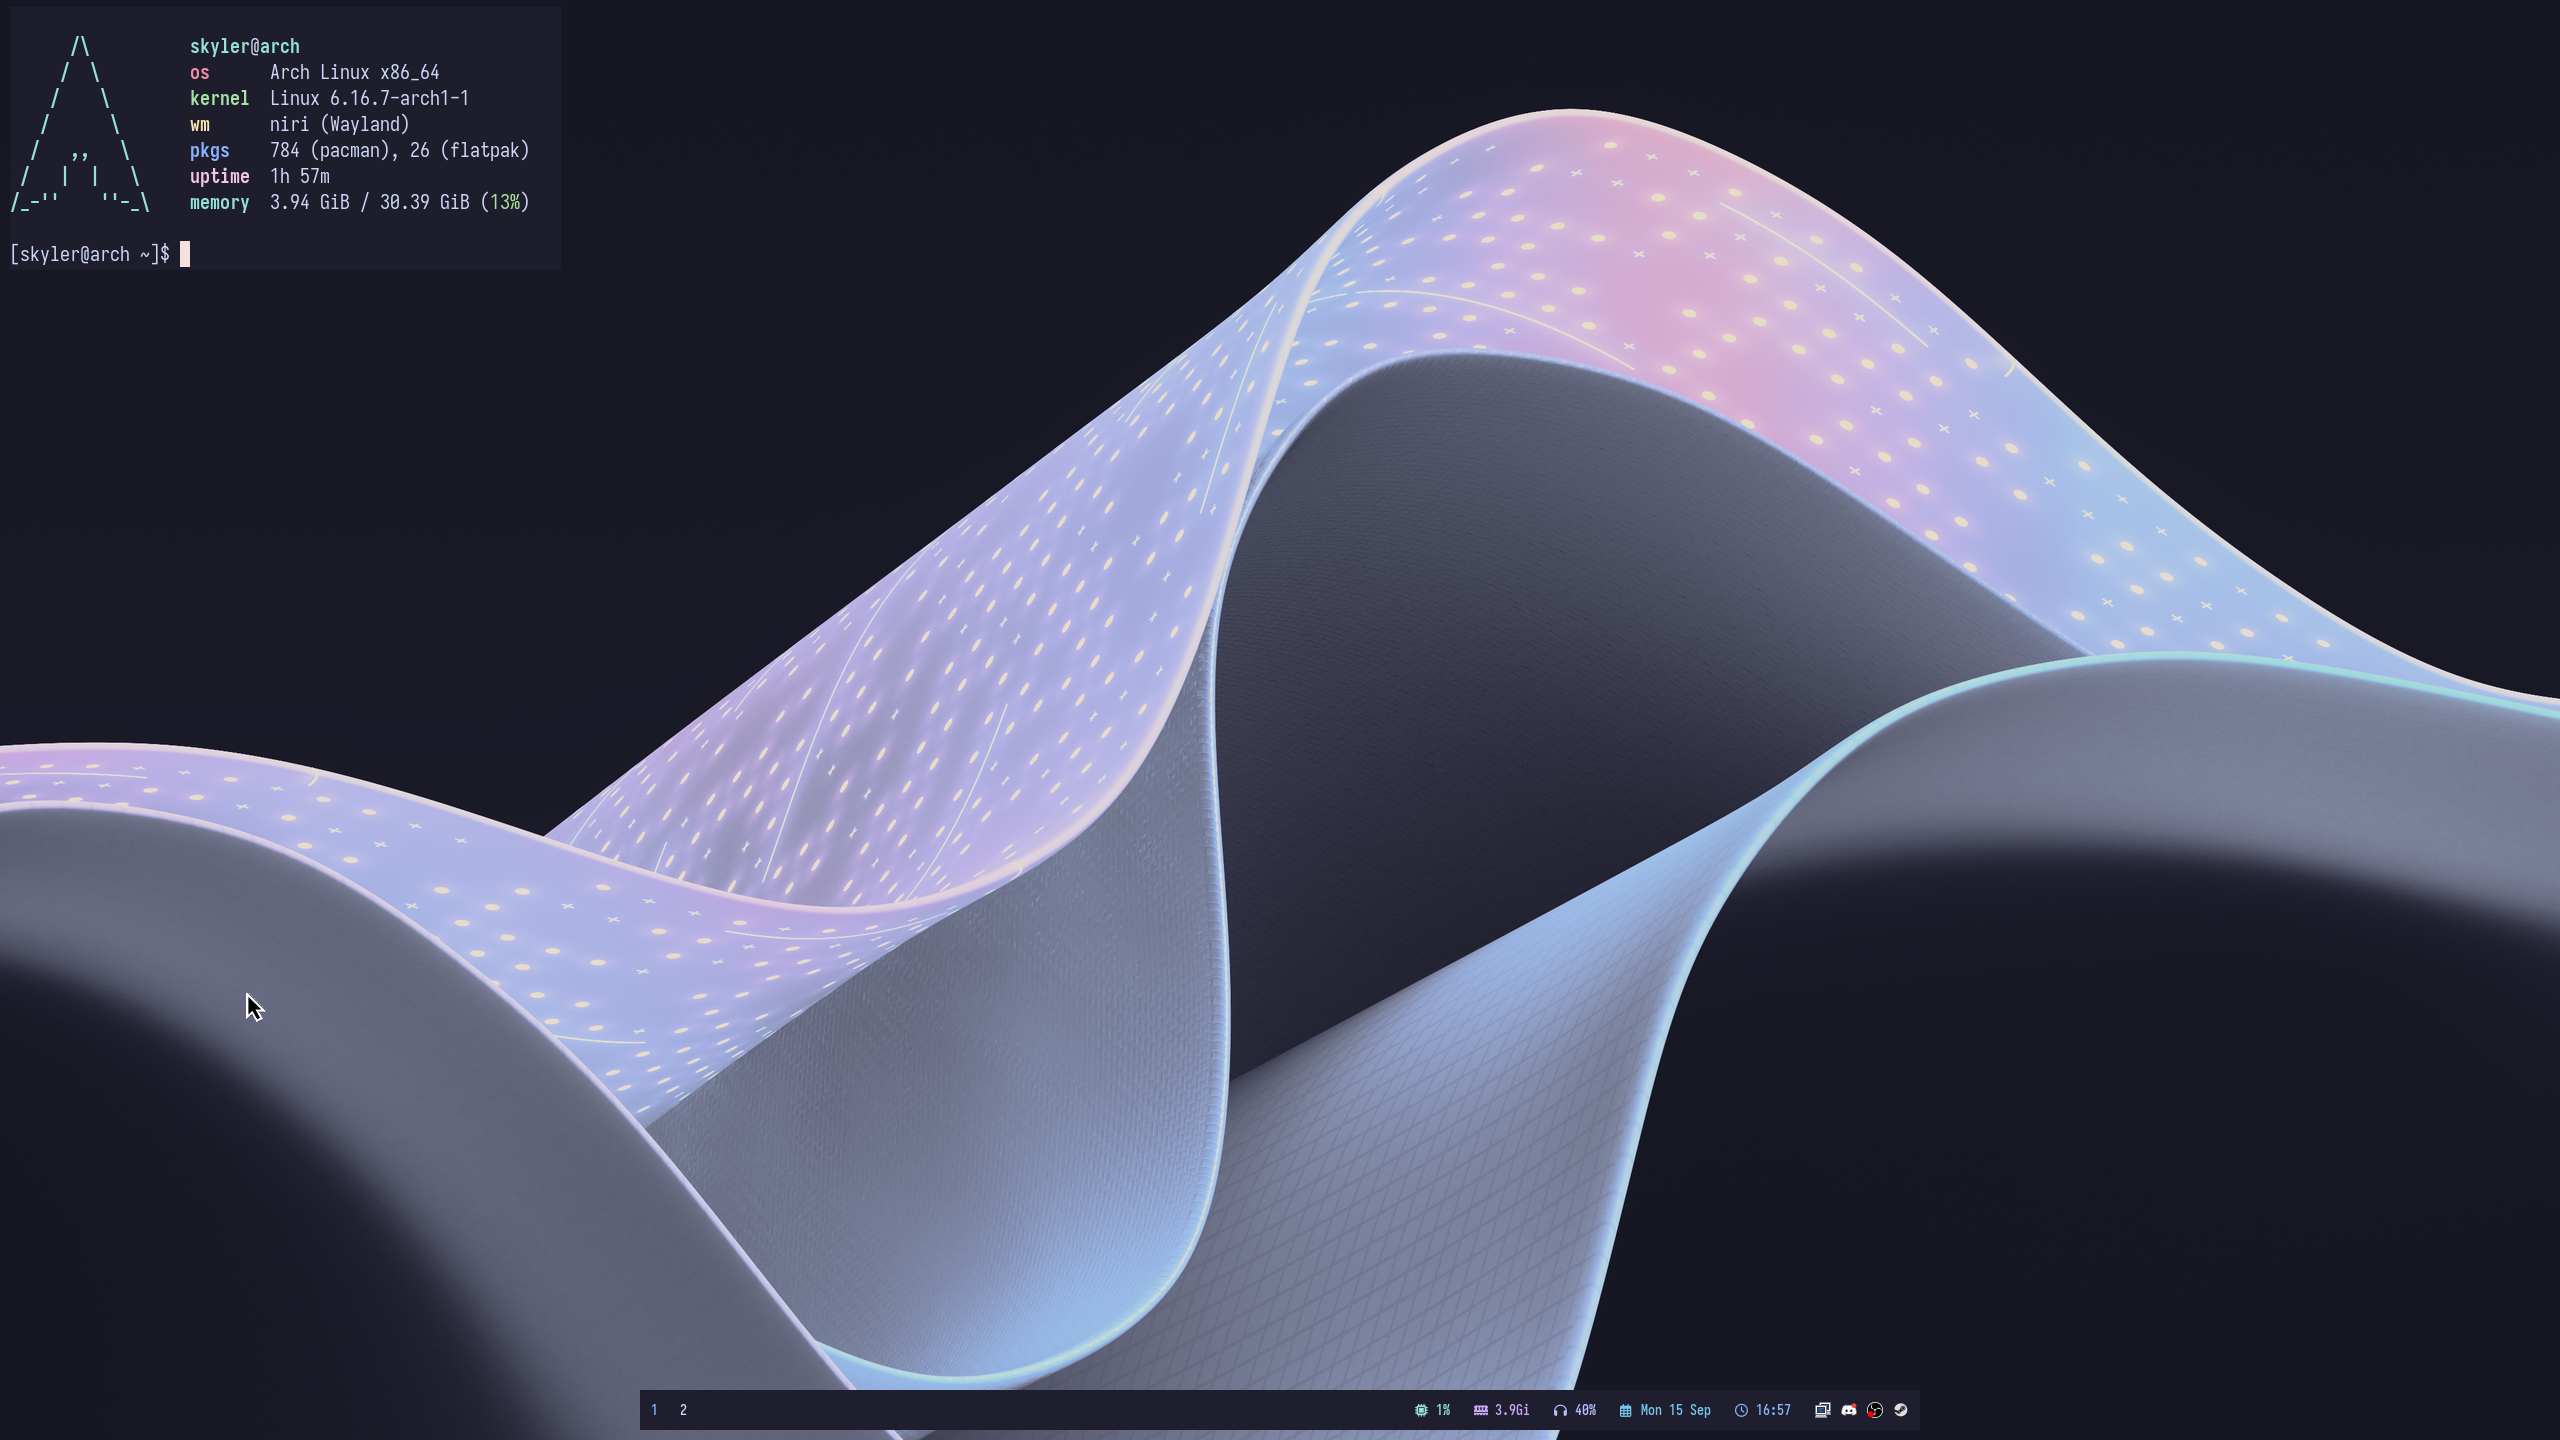 skyler@arch
os Arch Linux x86_64
kernel Linux 6.16.7-arch1-1
wm niri (Wayland)
pkgs 784 (pacman), 26 (flatpak)
uptime 1h 57m
memory 3.94 GiB / 30.39 GiB (13%)
[skyler@arch ~]$
1 2 1% 3.9Gi 40% Mon 15 Sep 16:57